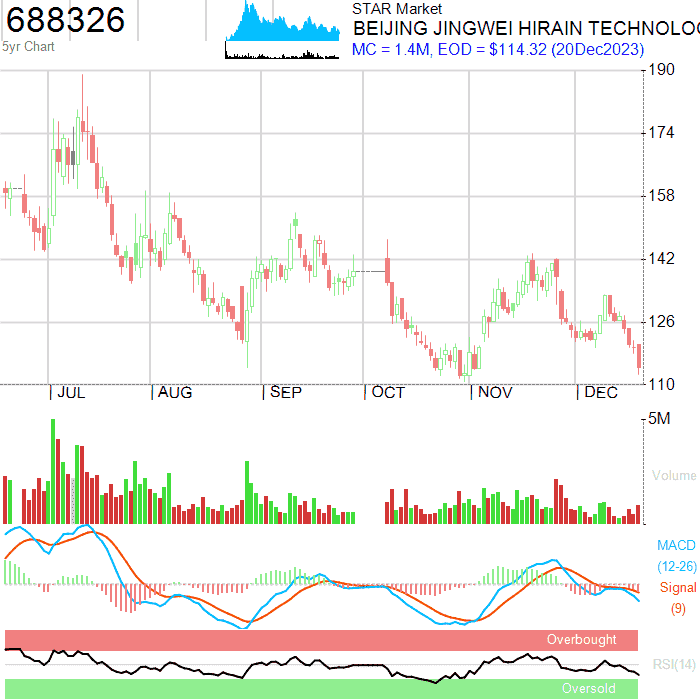 688326
5yr Chart
STAR Market
BEIJING JINGWEI HIRAIN TECHNOLO
MC = 1.4M, EOD = $114.32 (20Dec2023)
190
174
158
142
126
110
JUL AUG SEP OCT NOV DEC
5M
Volume
MACD
(12-26)
Signal
(9)
Overbought
RSI(14)
Oversold